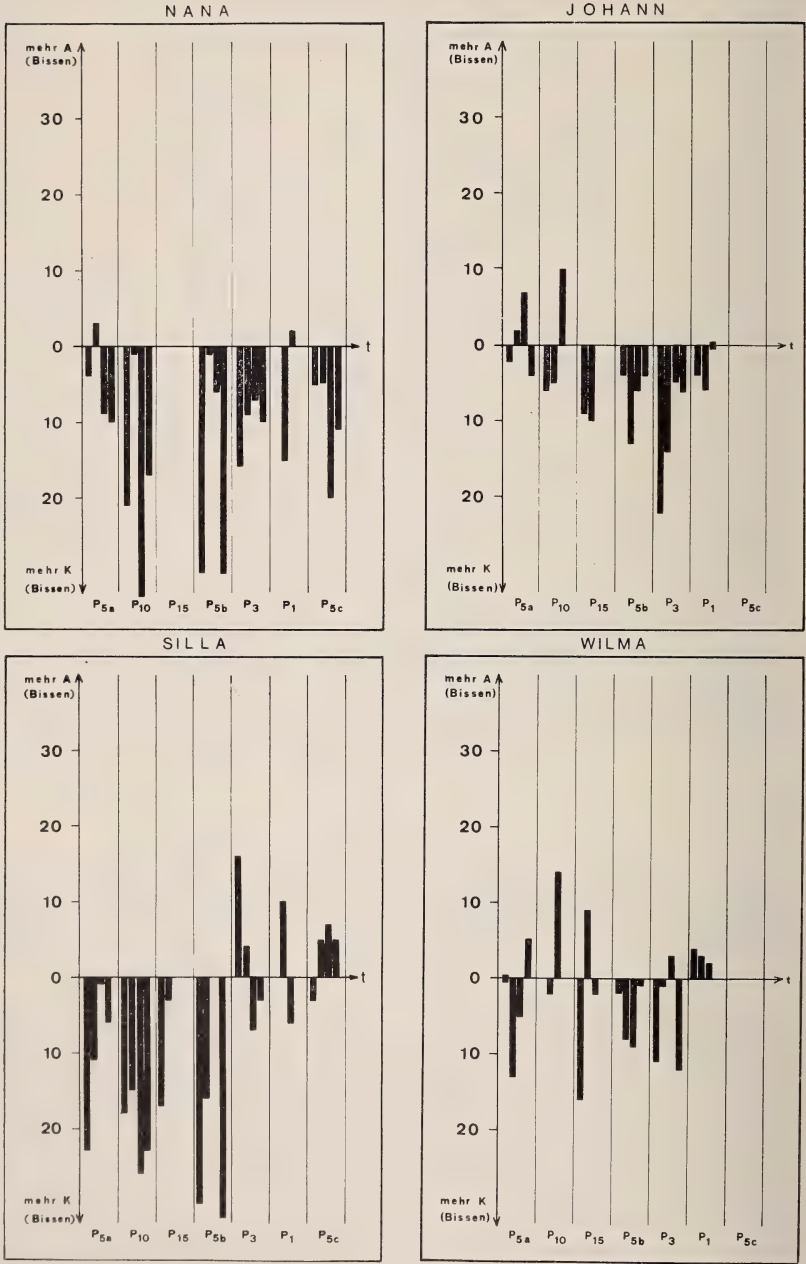 NANA
mehr A
(Bissen)
30
20
10
0
t
10
20
mehr K
(Bissen)
P5a P10 P15 P5b P3 P1 P5c
JOHANN
mehr A
(Bissen)
30
20
10
0
t
10
20
mehr K
(Bissen)
P5a P10 P15 P5b P3 P1 P5c
SILLA
mehr A
(Bissen)
30
20
10
0
t
10
20
mehr K
(Bissen)
P5a P10 P15 P5b P3 P1 P5c
WILMA
mehr A
(Bissen)
30
20
10
0
t
10
20
mehr K
(Bissen)
P5a P10 P15 P5b P3 P1 P5c